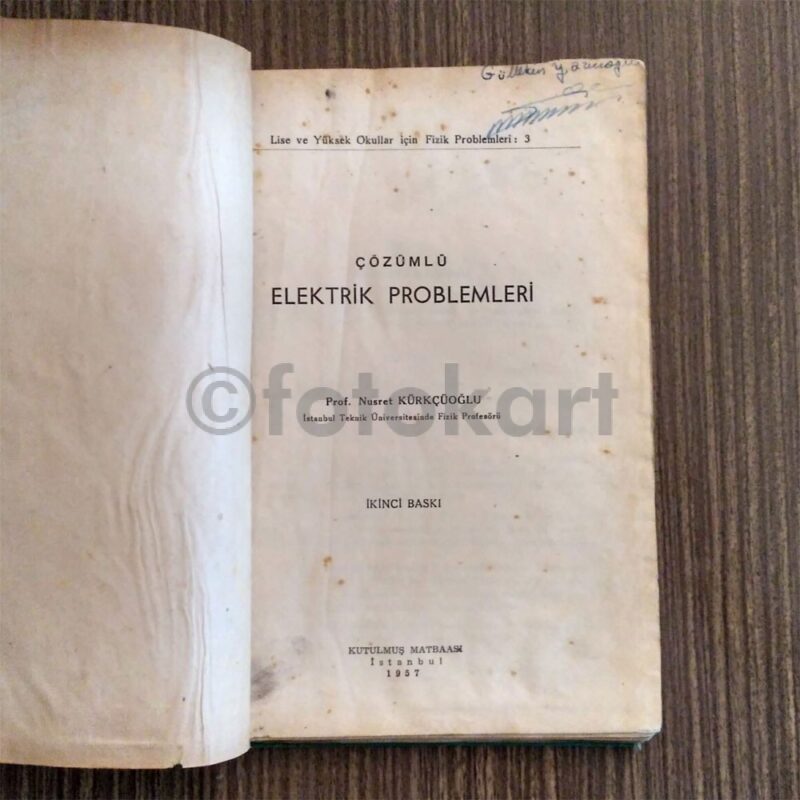 Lise ve Yüksek Okullar için Fizik Problemleri: 3
ÇÖZÜMLÜ
ELEKTRİK PROBLEMLERİ
©fotokart
Prof. Nusret KÜRKÇÜOĞLU
İstanbul Teknik Üniversitesinde Fizik Profesörü
İKİNCİ BASKI
KUTULMUŞ MATBAASI
İstanbul
1957